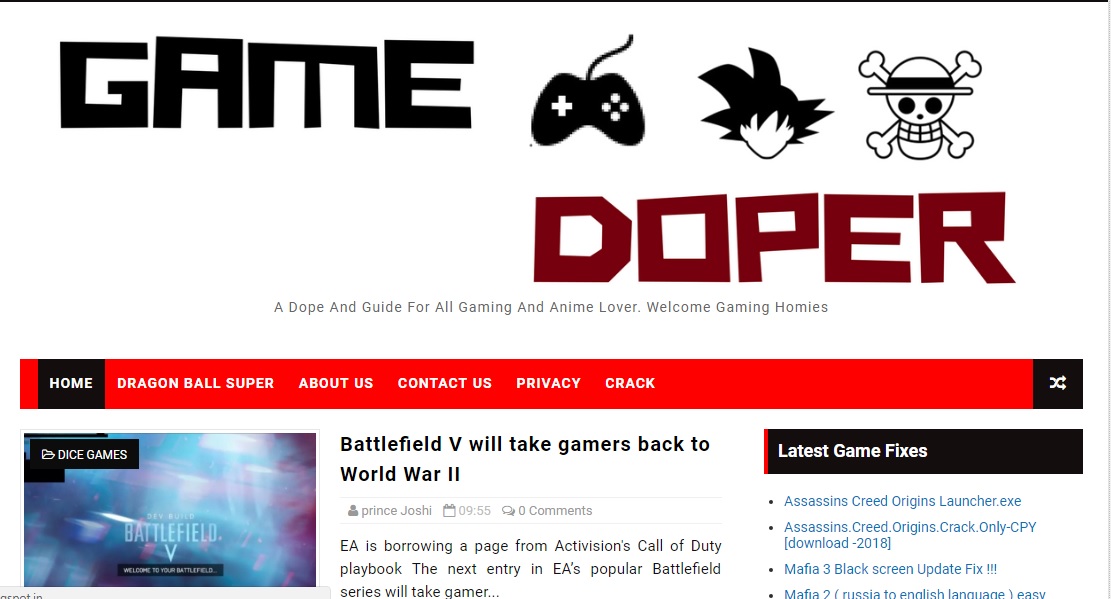 GAME
DOPER
A Dope And Guide For All Gaming And Anime Lover. Welcome Gaming Homies
HOME DRAGON BALL SUPER ABOUT US CONTACT US PRIVACY CRACK
DICE GAMES
DEV BUILD
BATTLEFIELD
V
WELCOME TO YOUR BATTLEFIELD...
Battlefield V will take gamers back to
World War II
prince Joshi 09:55 0 Comments
EA is borrowing a page from Activision's Call of Duty
playbook The next entry in EA's popular Battlefield
series will take gamer...
Latest Game Fixes
Assassins Creed Origins Launcher.exe
Assassins.Creed.Origins.Crack.Only-CPY
[download -2018]
Mafia 3 Black screen Update Fix !!!
Mafia 2 ( russia to english language ) easy